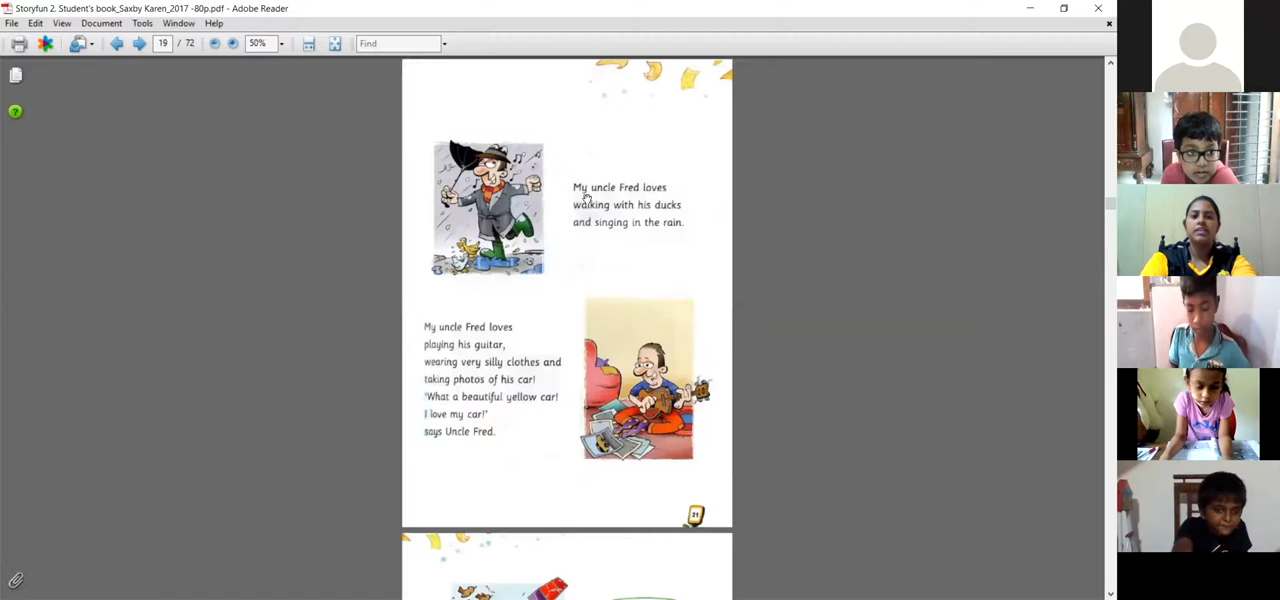 Storyfun 2. Student's book_Saxby Karen_2017 -80p.pdf - Adobe Reader
File Edit View Document Tools Window Help
19 / 72 50% Find
My uncle Fred loves
walking with his ducks
and singing in the rain.
My uncle Fred loves
playing his guitar,
wearing very silly clothes and
taking photos of his car!
'What a beautiful yellow car!
I love my car!'
says Uncle Fred.
21